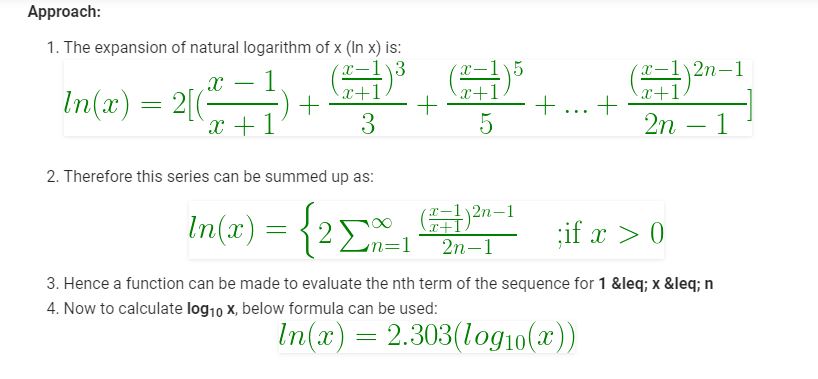 Approach:
1. The expansion of natural logarithm of x (ln x) is:
ln(x) = 2[(\frac{x-1}{x+1}) + \frac{(\frac{x-1}{x+1})^3}{3} + \frac{(\frac{x-1}{x+1})^5}{5} + ... + \frac{(\frac{x-1}{x+1})^{2n-1}}{2n-1}]
2. Therefore this series can be summed up as:
ln(x) = \{2\sum_{n=1}^{\infty} \frac{(\frac{x-1}{x+1})^{2n-1}}{2n-1} ;if x > 0
3. Hence a function can be made to evaluate the nth term of the sequence for 1 &leq; x &leq; n
4. Now to calculate log₁₀ x, below formula can be used:
ln(x) = 2.303(log₁₀(x))